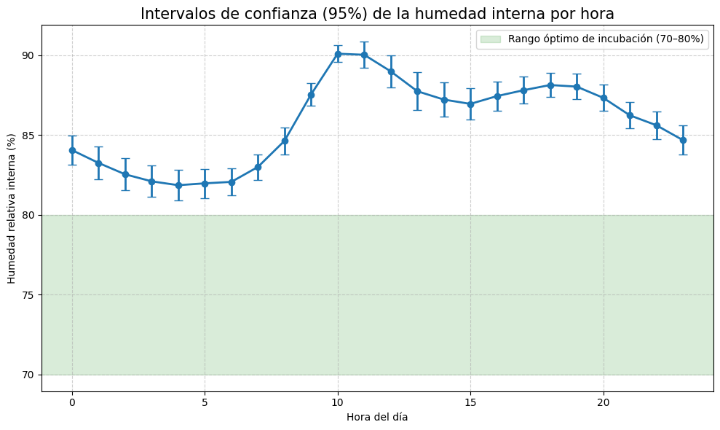 Intervalos de confianza (95%) de la humedad interna por hora
Rango óptimo de incubación (70–80%)
Humedad relativa interna (%)
90
85
80
75
70
0
5
10
15
20
Hora del día